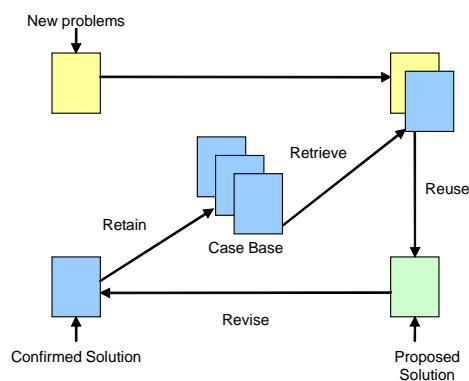 New problems
Retrieve
Reuse
Retain
Case Base
Revise
Confirmed Solution
Proposed
Solution